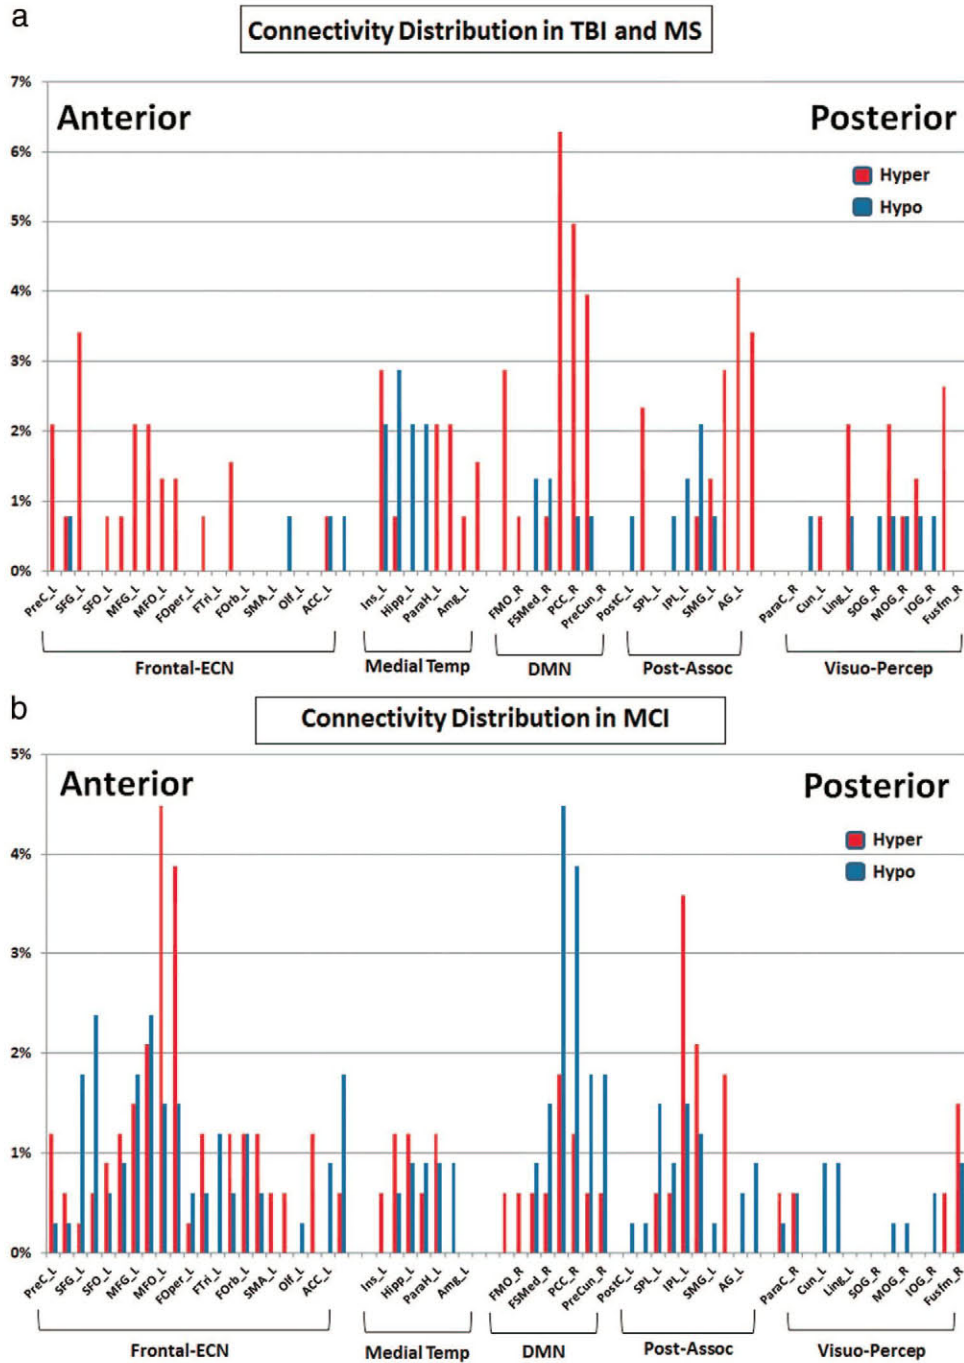 a
Connectivity Distribution in TBI and MS
7%
6%
5%
4%
3%
2%
1%
0%
Anterior
Posterior
Hyper
Hypo
PreC_L
SFG_L
SFO_L
MFG_L
MFO_L
FOper_L
FTri_L
FOrb_L
SMA_L
Olf_L
ACC_L
Ins_L
Hipp_L
ParaH_L
Amg_L
FMO_R
FSMed_R
PCC_R
PreCun_R
PostC_L
SPL_L
IPL_L
SMG_L
AG_L
ParaC_R
Cun_L
Ling_L
SOG_R
MOG_R
IOG_R
Fusfm_R
Frontal-ECN
Medial Temp
DMN
Post-Assoc
Visuo-Percep
b
Connectivity Distribution in MCI
5%
4%
3%
2%
1%
0%
Anterior
Posterior
Hyper
Hypo
PreC_L
SFG_L
SFO_L
MFG_L
MFO_L
FOper_L
FTri_L
FOrb_L
SMA_L
Olf_L
ACC_L
Ins_L
Hipp_L
ParaH_L
Amg_L
FMO_R
FSMed_R
PCC_R
PreCun_R
PostC_L
SPL_L
IPL_L
SMG_L
AG_L
ParaC_R
Cun_L
Ling_L
SOG_R
MOG_R
IOG_R
Fusfm_R
Frontal-ECN
Medial Temp
DMN
Post-Assoc
Visuo-Percep